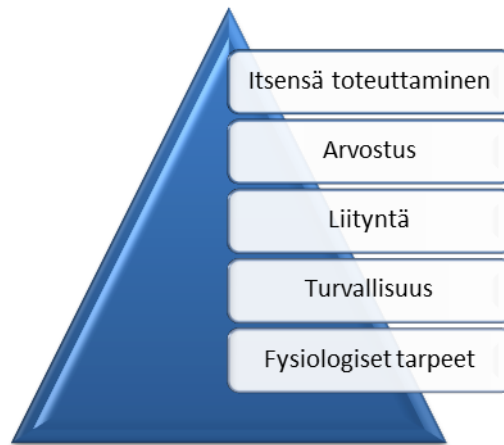 Itsensä toteuttaminen
Arvostus
Liityntä
Turvallisuus
Fysiologiset tarpeet